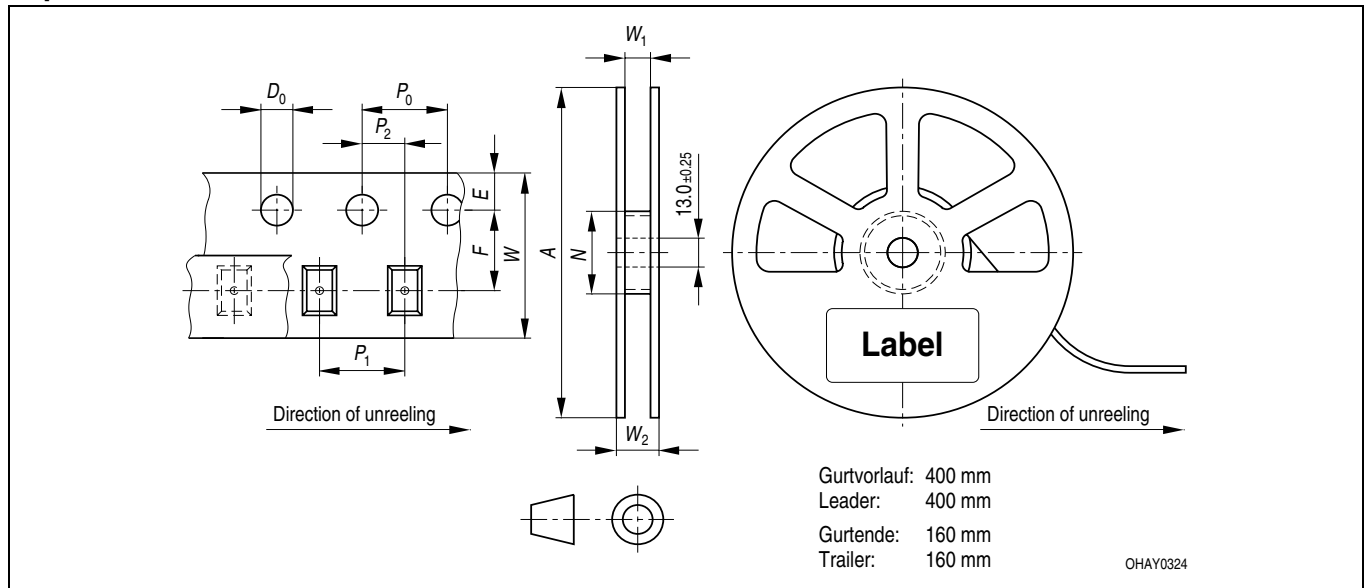 W1
D0
P0
P2
E
F
W
A
N
13.0±0.25
P1
W2
Label
Direction of unreeling
Direction of unreeling
Gurtvorlauf: 400 mm
Leader: 400 mm
Gurtende: 160 mm
Trailer: 160 mm
OHAY0324